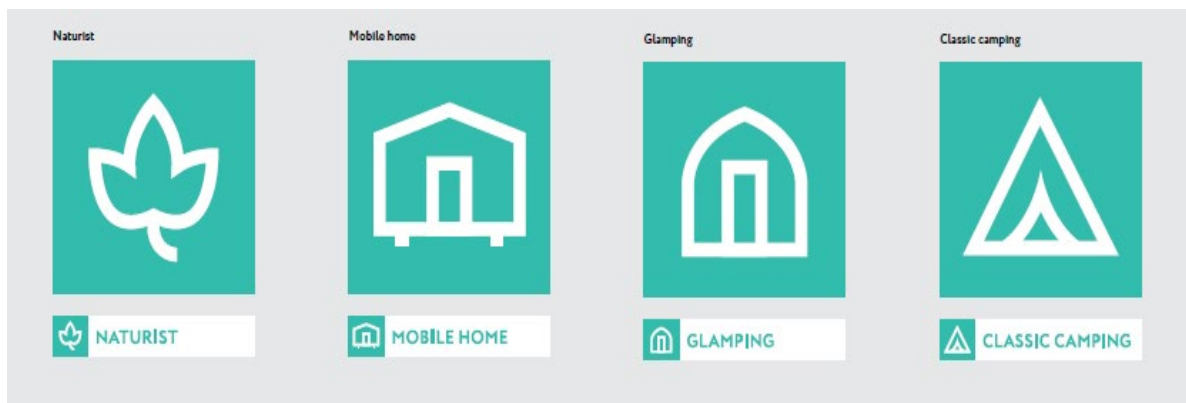 Naturist
Mobile home
Glamping
Classic camping
NATURIST
MOBILE HOME
GLAMPING
CLASSIC CAMPING